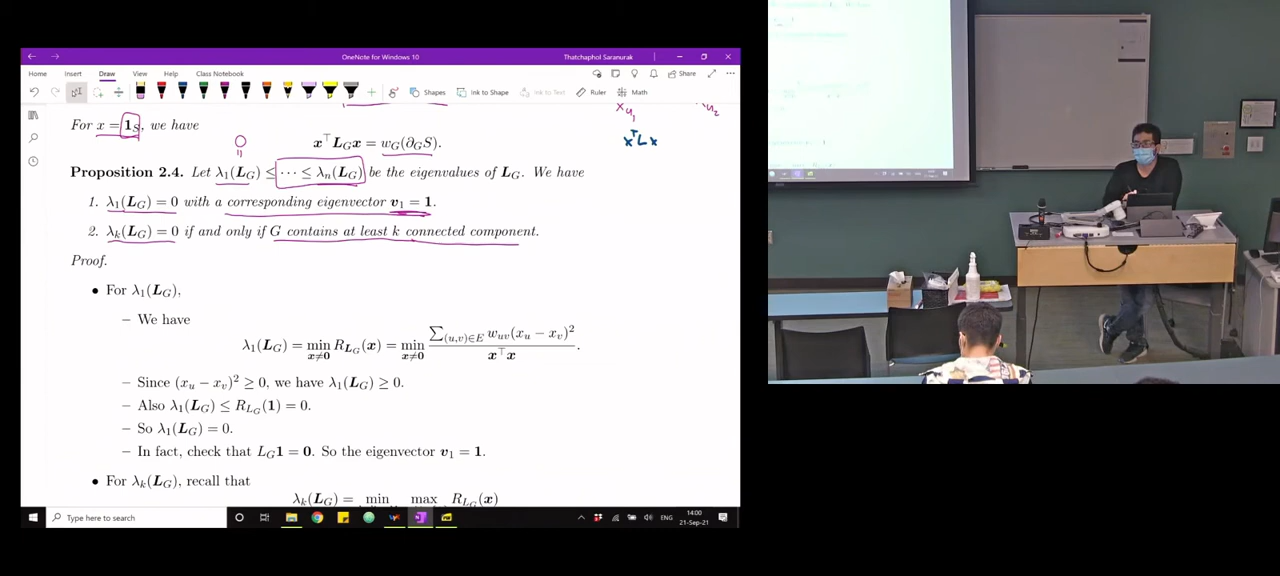 OneNote for Windows 10
Thatchaphol Saranurak
Home Insert Draw View Help Class Notebook
Share
Shapes Ink to Shape Ink to Text Ruler Math
x_{u_1} x_{u_2}
For x = 1_S, we have
0
=
x^⊤ L_G x = w_G(∂_G S).
x^T L x
Proposition 2.4. Let λ_1(L_G) ≤ ⋯ ≤ λ_n(L_G) be the eigenvalues of L_G. We have
1. λ_1(L_G) = 0 with a corresponding eigenvector v_1 = 1.
2. λ_k(L_G) = 0 if and only if G contains at least k connected component.
Proof.
• For λ_1(L_G),
– We have
λ_1(L_G) = min_{x≠0} R_{L_G}(x) = min_{x≠0} \frac{∑_{(u,v)∈E} w_{uv}(x_u − x_v)^2}{x^⊤ x}.
– Since (x_u − x_v)^2 ≥ 0, we have λ_1(L_G) ≥ 0.
– Also λ_1(L_G) ≤ R_{L_G}(1) = 0.
– So λ_1(L_G) = 0.
– In fact, check that L_G 1 = 0. So the eigenvector v_1 = 1.
• For λ_k(L_G), recall that
λ_k(L_G) = min max R_{L_G}(x)
Type here to search
ENG
14:00
21-Sep-21